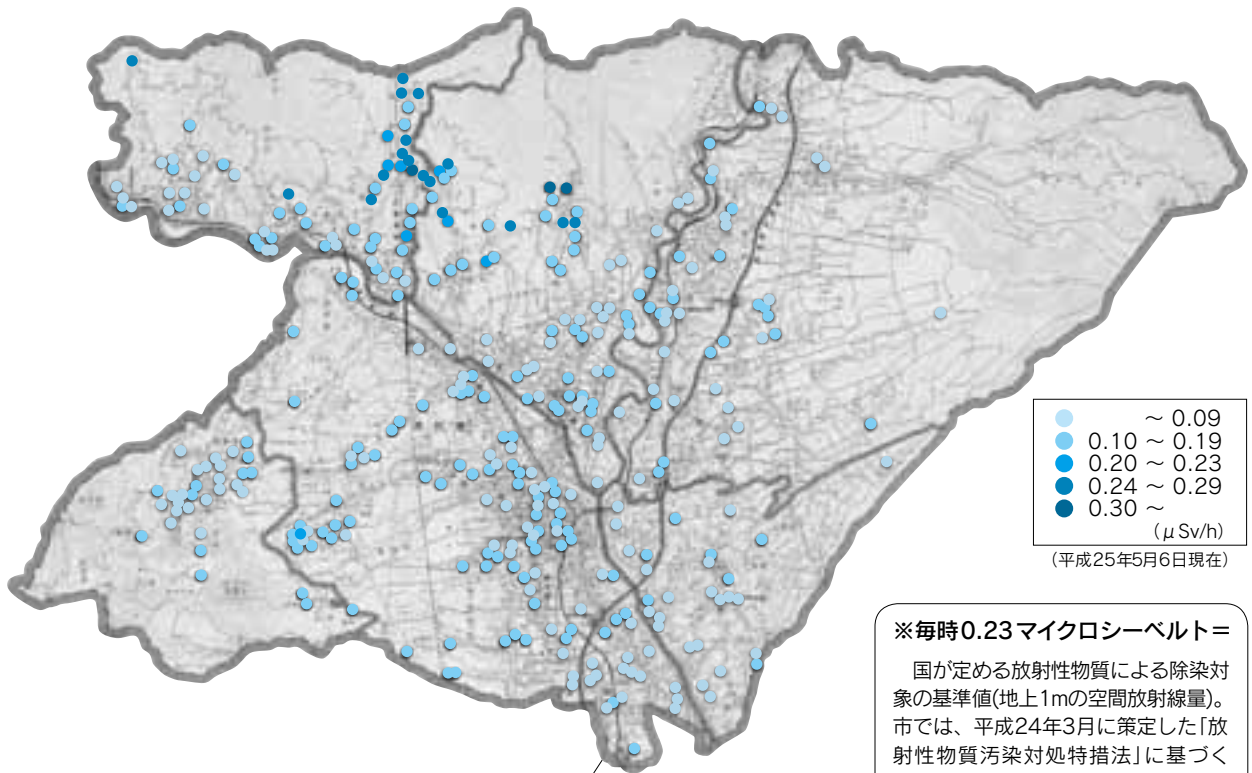 ～ 0.09
0.10 ～ 0.19
0.20 ～ 0.23
0.24 ～ 0.29
0.30 ～
(μSv/h)
(平成25年5月6日現在)
※毎時0.23マイクロシーベルト＝
国が定める放射性物質による除染対
象の基準値(地上1mの空間放射線量)。
市では、平成24年3月に策定した「放
射性物質汚染対処特措法」に基づく